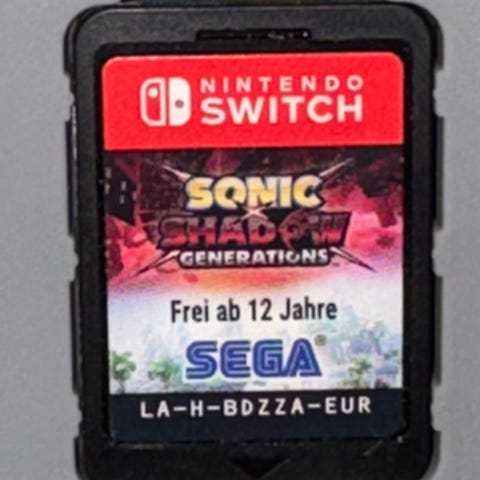 NINTENDO
SWITCH
SONIC
X
SHADOW
GENERATIONS
Frei ab 12 Jahre
SEGA
LA-H-BDZZA-EUR